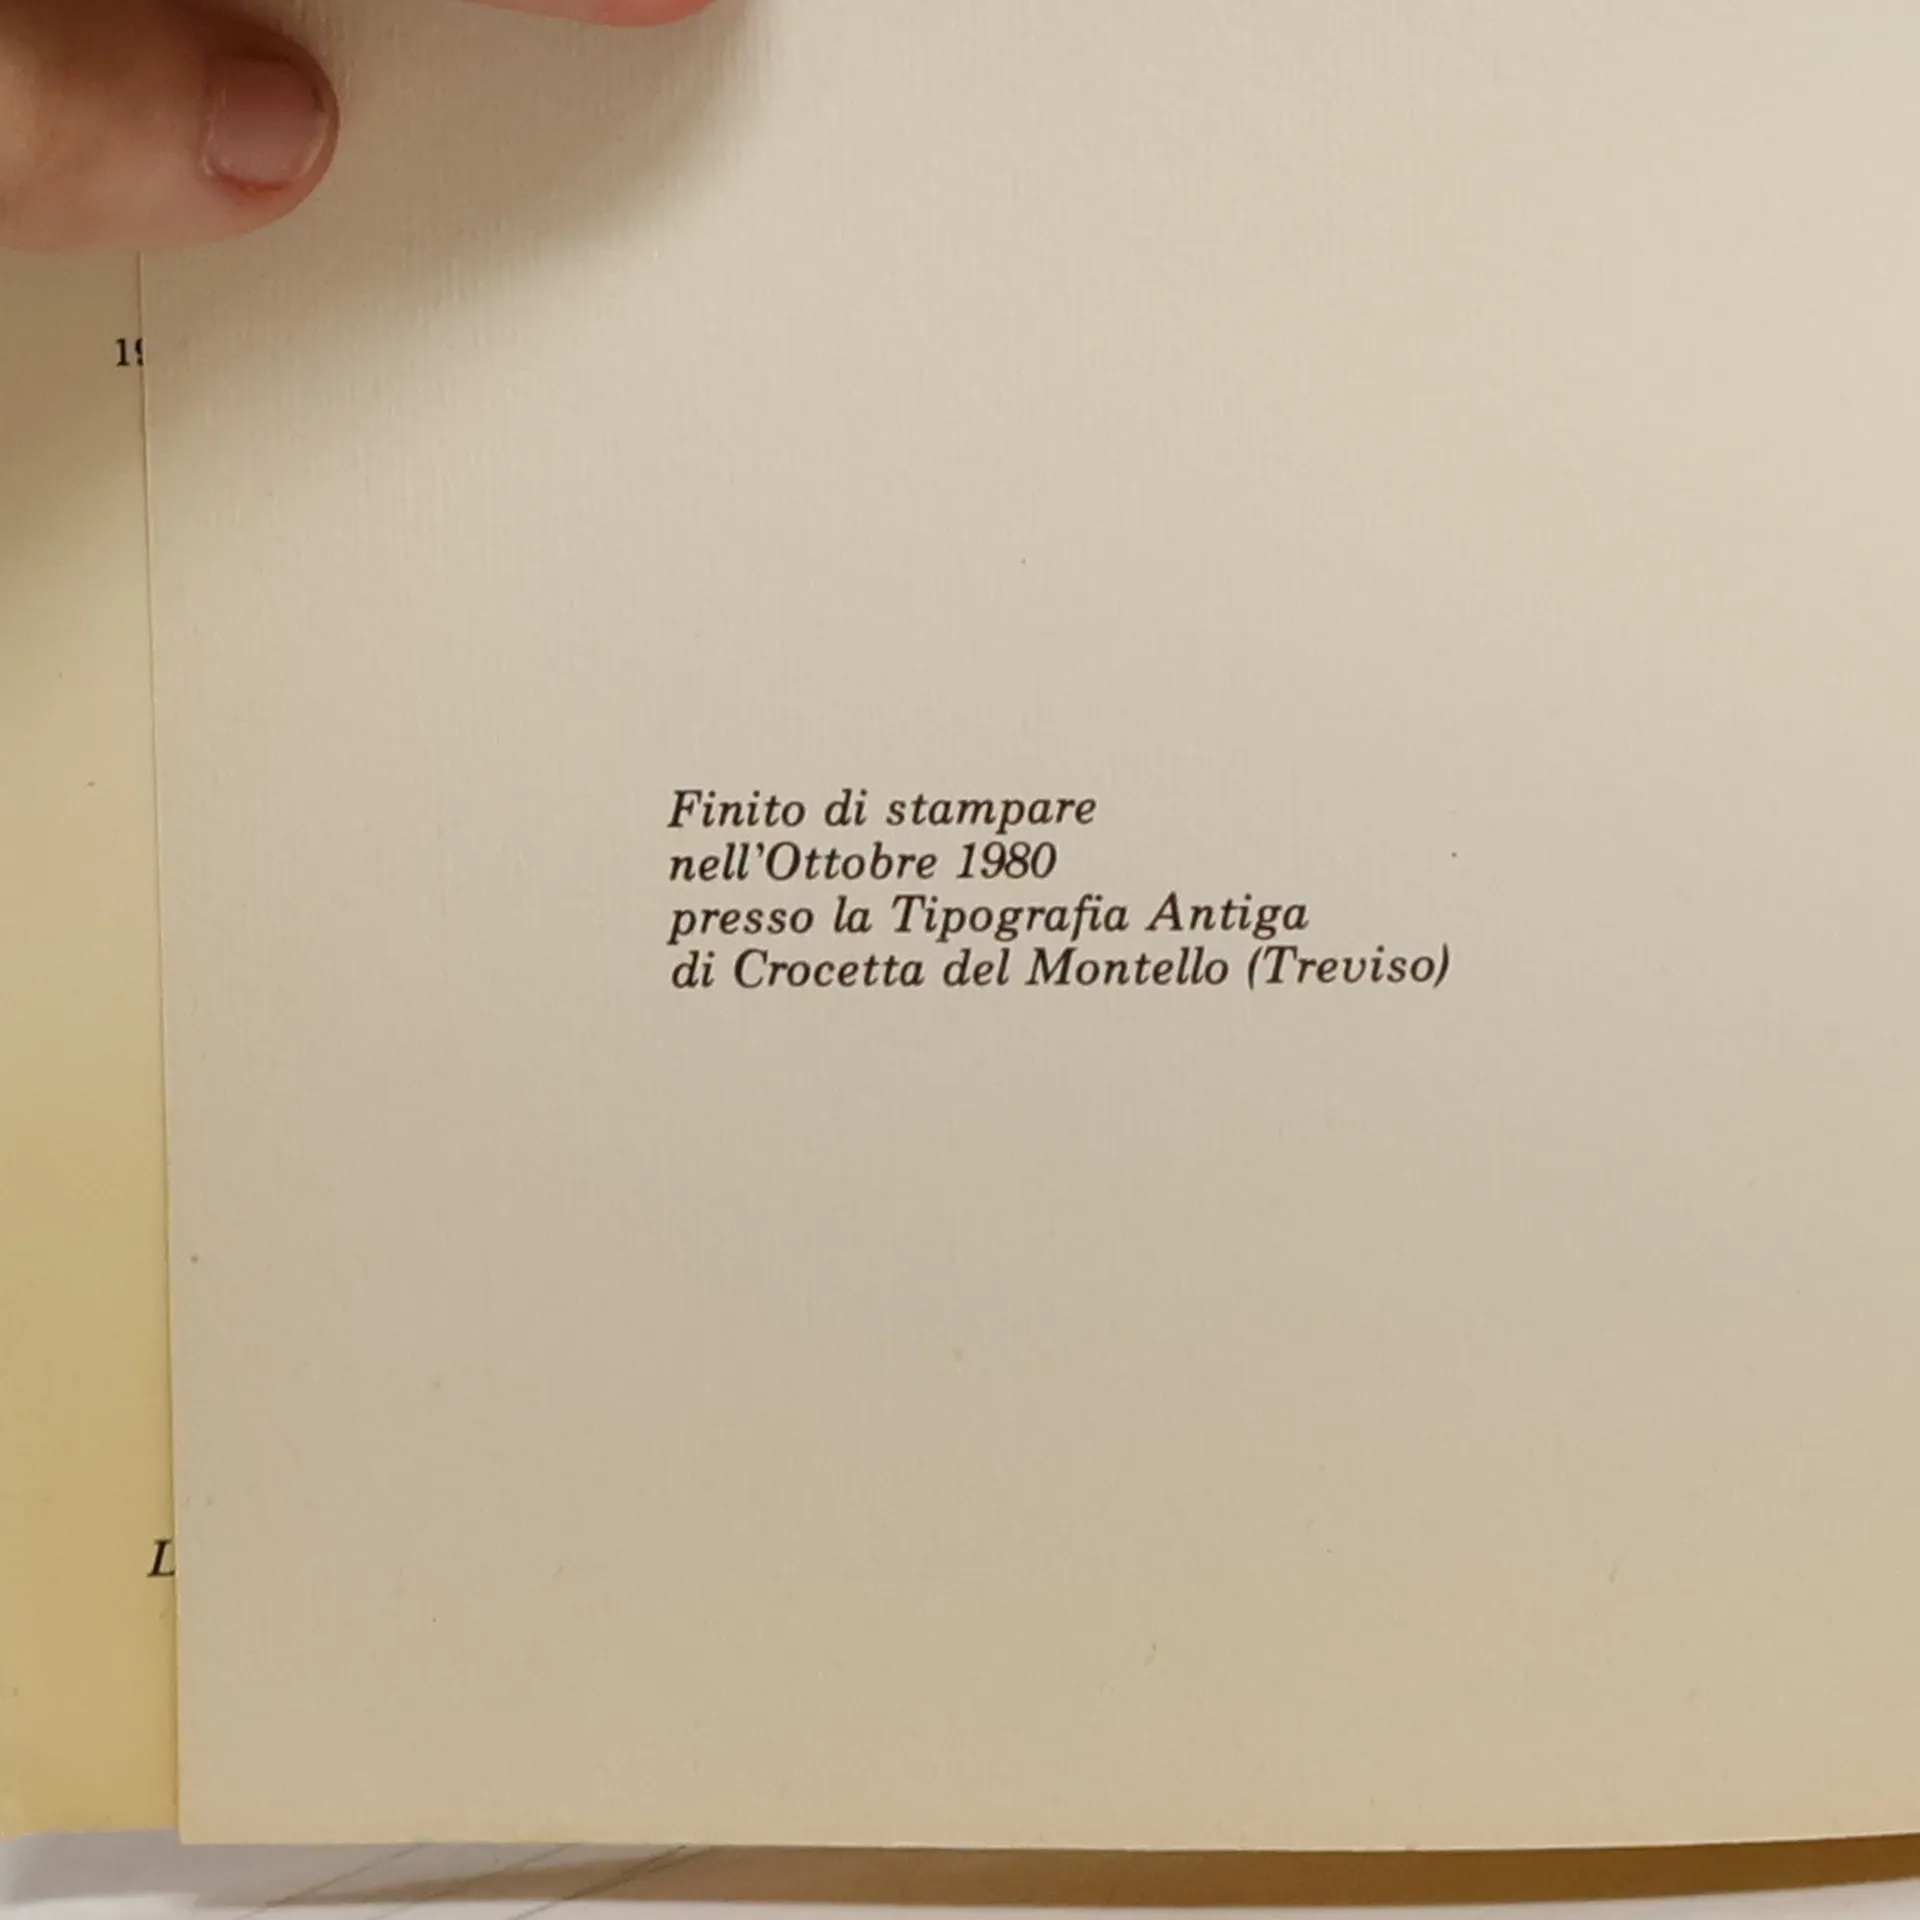 Finito di stampare
nell'Ottobre 1980
presso la Tipografia Antiga
di Crocetta del Montello (Treviso)